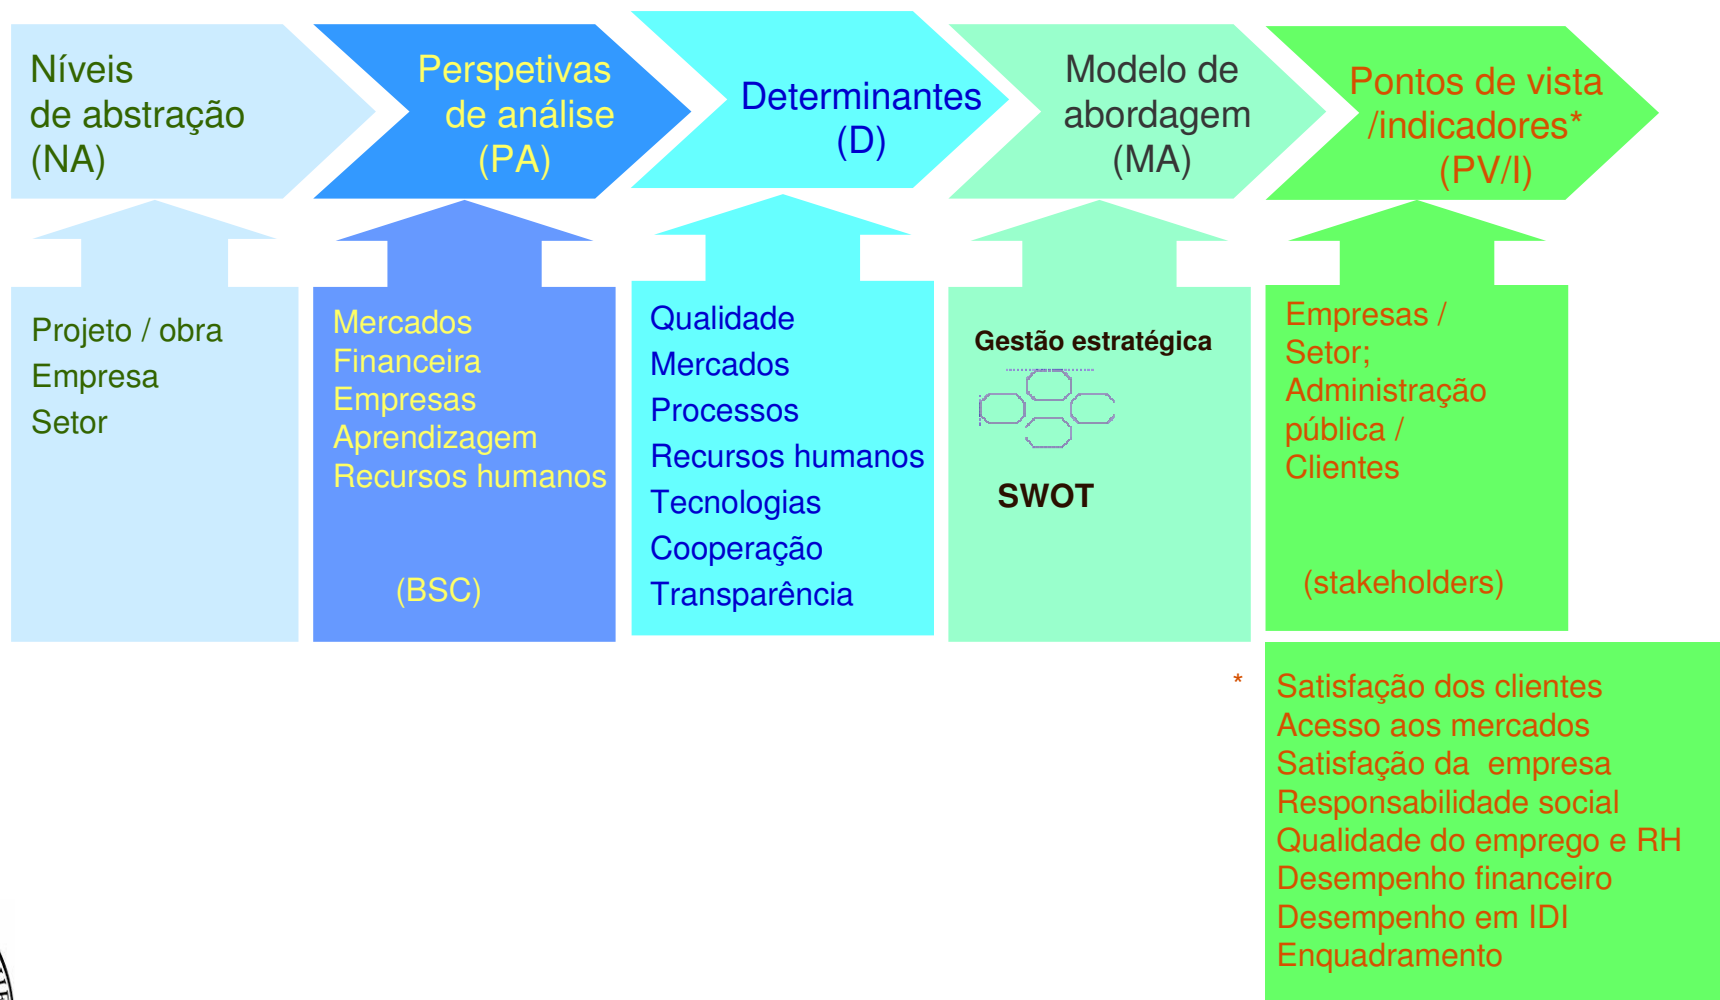 Níveis
de abstração
(NA)
Perspetivas
de análise
(PA)
Determinantes
(D)
Modelo de
abordagem
(MA)
Pontos de vista
/indicadores*
(PV/I)
Projeto / obra
Empresa
Setor
Mercados
Financeira
Empresas
Aprendizagem
Recursos humanos
(BSC)
Qualidade
Mercados
Processos
Recursos humanos
Tecnologias
Cooperação
Transparência
Gestão estratégica
SWOT
Empresas /
Setor;
Administração
pública /
Clientes
(stakeholders)
* Satisfação dos clientes
Acesso aos mercados
Satisfação da  empresa
Responsabilidade social
Qualidade do emprego e RH
Desempenho financeiro
Desempenho em IDI
Enquadramento